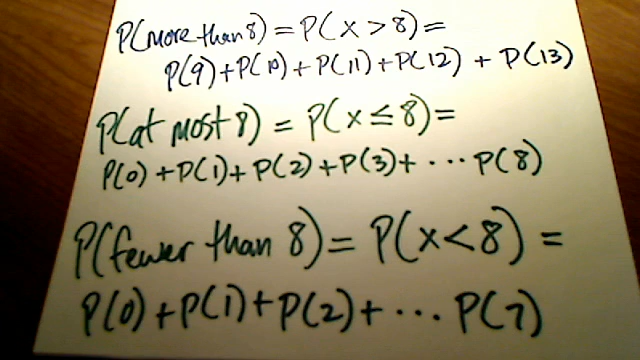 P(more than 8) = P(x > 8) =
P(9) + P(10) + P(11) + P(12) + P(13)
P(at most 8) = P(x ≤ 8) =
P(0) + P(1) + P(2) + P(3) + ... P(8)
P(fewer than 8) = P(x < 8) =
P(0) + P(1) + P(2) + ... P(7)